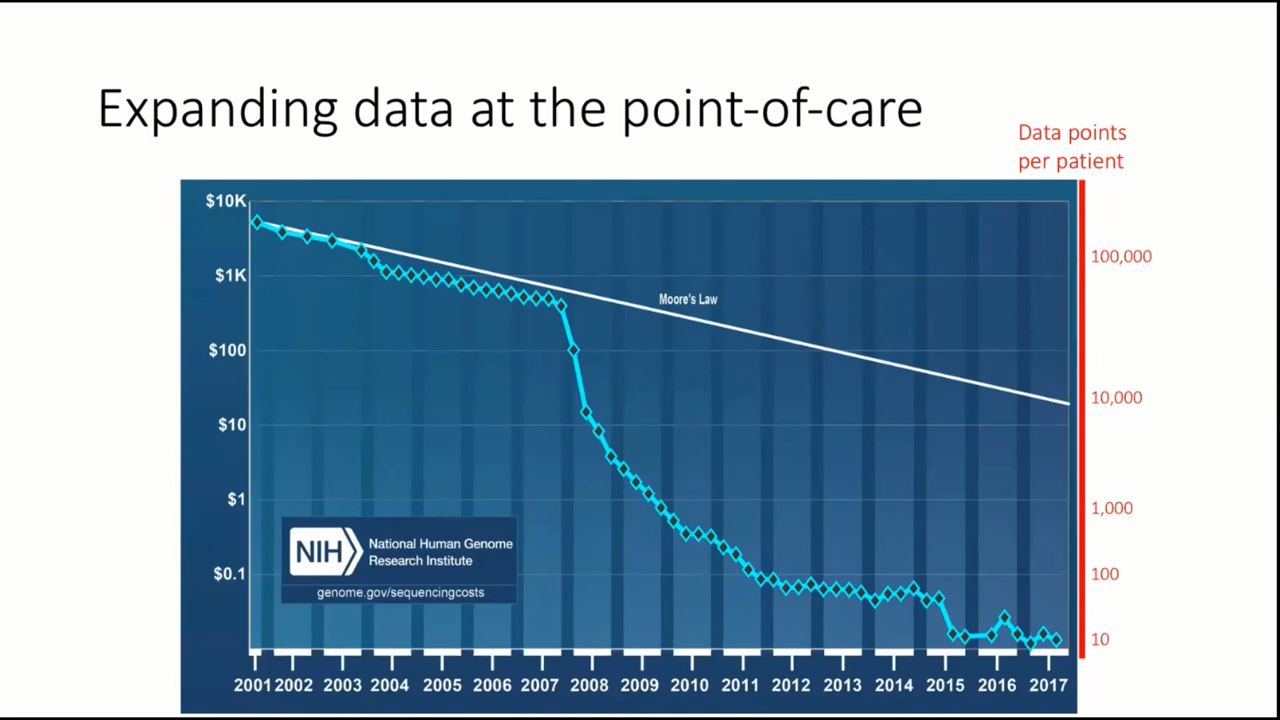 Expanding data at the point-of-care
Data points
per patient
$10K
$1K
$100
$10
$1
$0.1
Moore's Law
NIH
National Human Genome
Research Institute
genome.gov/sequencingcosts
100,000
10,000
1,000
100
10
2001 2002 2003 2004 2005 2006 2007 2008 2009 2010 2011 2012 2013 2014 2015 2016 2017